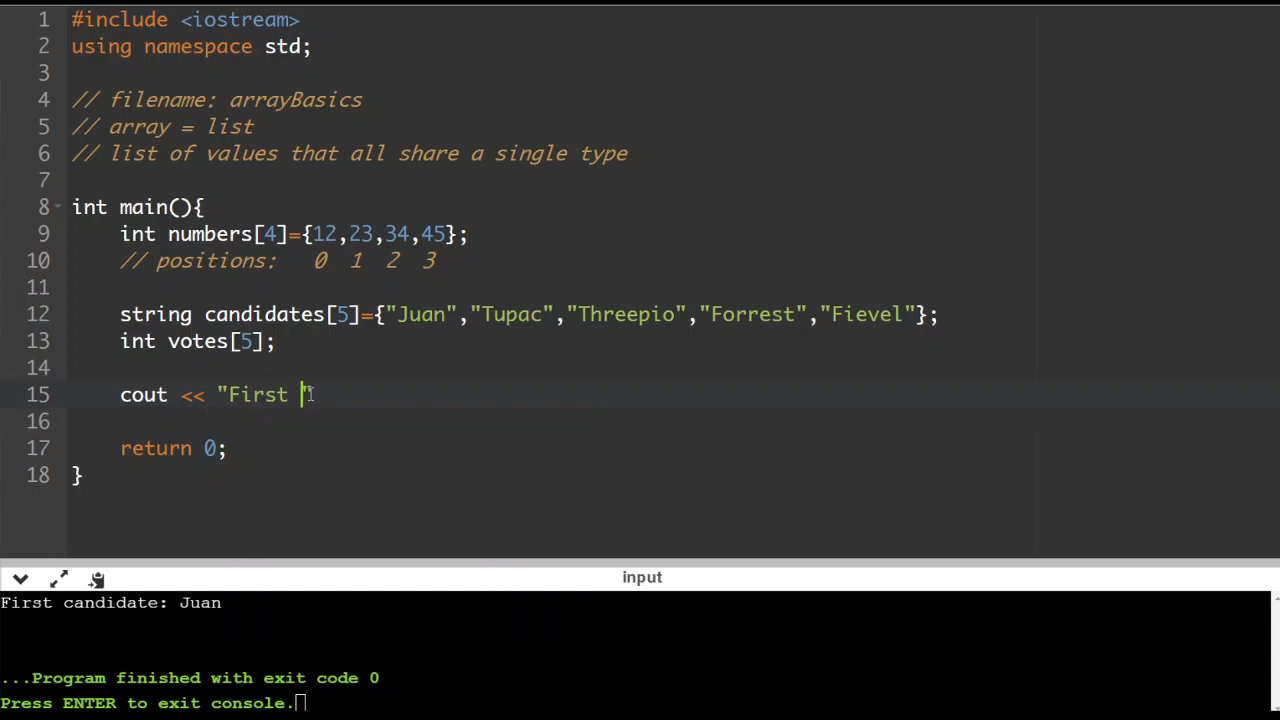 1 #include <iostream>
2 using namespace std;
3
4 // filename: arrayBasics
5 // array = list
6 // list of values that all share a single type
7
8 int main(){
9 int numbers[4]={12,23,34,45};
10 // positions: 0 1 2 3
11
12 string candidates[5]={"Juan","Tupac","Threepio","Forrest","Fievel"};
13 int votes[5];
14
15 cout << "First "
16
17 return 0;
18 }
input
First candidate: Juan
...Program finished with exit code 0
Press ENTER to exit console.